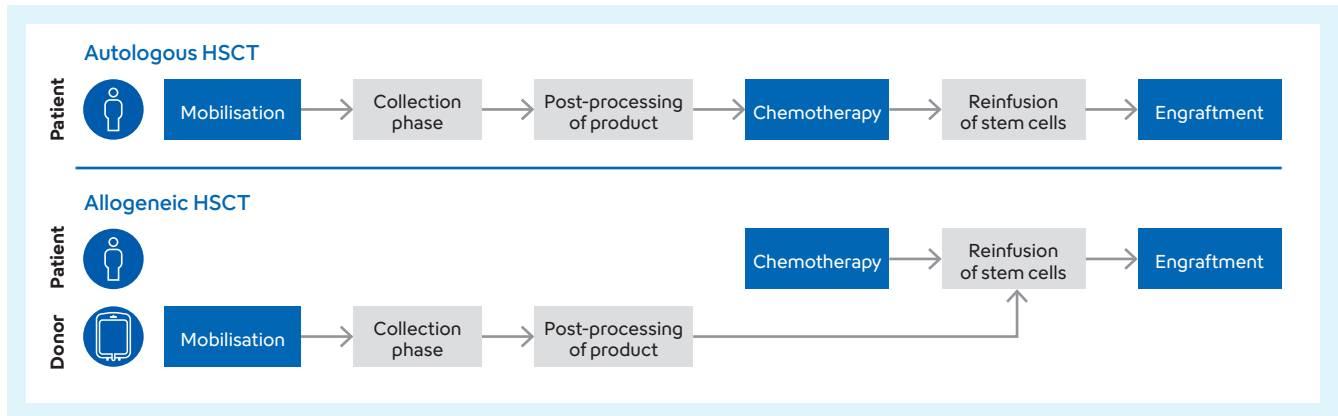 Autologous HSCT
Patient
Mobilisation
Collection
phase
Post-processing
of product
Chemotherapy
Reinfusion
of stem cells
Engraftment
Allogeneic HSCT
Patient
Chemotherapy
Reinfusion
of stem cells
Engraftment
Donor
Mobilisation
Collection
phase
Post-processing
of product